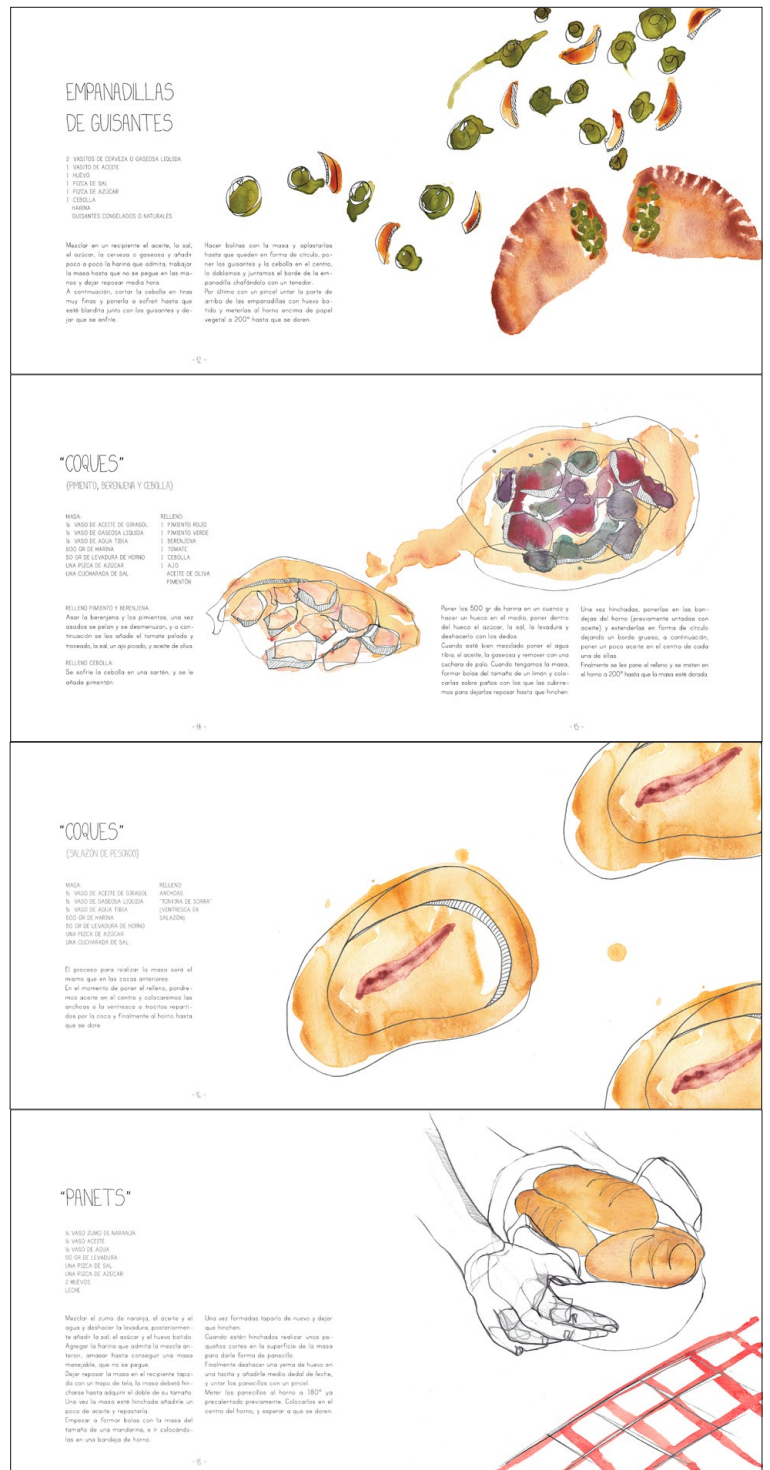 EMPANADILLAS
DE GUISANTES
2 VASITOS DE CERVEZA O GASEOSA LÍQUIDA
1 VASITO DE ACEITE
1 HUEVO
1 PIZCA DE SAL
1 PIZCA DE AZÚCAR
1 CEBOLLA
HARINA
GUISANTES CONGELADOS O NATURALES
Mezclar en un recipiente el aceite, la sal,
el azúcar, la cerveza o gaseosa y añadir
poco a poco la harina que admita, trabajar
la masa hasta que no se pegue en las ma-
nos y dejar reposar media hora.
A continuación, cortar la cebolla en tiras
muy finas y ponerla a sofreír hasta que
esté blandita junto con los guisantes y de-
jar que se enfríe.
Hacer bolitas con la masa y aplastarlas
hasta que queden en forma de círculo, po-
ner los guisantes y la cebolla en el centro,
lo doblamos y juntamos el borde de la em-
panadilla chafándolo con un tenedor.
Por último con un pincel untar la parte de
arriba de las empanadillas con huevo ba-
tido y meterlas al horno encima de papel
vegetal a 200° hasta que se doren.
- 12 -
"COQUES"
(PIMIENTO, BERENJENA Y CEBOLLA)
MASA:
½ VASO DE ACEITE DE GIRASOL
½ VASO DE GASEOSA LÍQUIDA
½ VASO DE AGUA TIBIA
500 GR DE HARINA
50 GR DE LEVADURA DE HORNO
UNA PIZCA DE AZÚCAR
UNA CUCHARADA DE SAL
RELLENO:
1 PIMIENTO ROJO
1 PIMIENTO VERDE
1 BERENJENA
1 TOMATE
1 CEBOLLA
1 AJO
ACEITE DE OLIVA
PIMENTÓN
RELLENO PIMIENTO Y BERENJENA:
Asar la berenjena y los pimientos, una vez
asados se pelan y se desmenuzan, y a con-
tinuación se les añade el tomate pelado y
troceado, la sal, un ajo picado, y aceite de oliva.
RELLENO CEBOLLA:
Se sofríe la cebolla en una sartén, y se le
añade pimentón.
Poner los 500 gr de harina en un cuenco y
hacer un hueco en el medio, poner dentro
del hueco el azúcar, la sal, la levadura y
deshacerlo con los dedos.
Cuando esté bien mezclado poner el agua
tibia, el aceite, la gaseosa y remover con una
cuchara de palo. Cuando tengamos la masa,
formar bolas del tamaño de un limón y colo-
carlas sobre paños con los que las cubrire-
mos para dejarlas reposar hasta que hinchen.
Una vez hinchadas, ponerlas en las ban-
dejas del horno (previamente untadas con
aceite) y extenderlas en forma de círculo
dejando un borde grueso, a continuación,
poner un poco aceite en el centro de cada
una de ellas.
Finalmente se les pone el relleno y se meten en
el horno a 200° hasta que la masa esté dorada.
- 14 -
- 15 -
"COQUES"
(SALAZÓN DE PESCADO)
MASA:
½ VASO DE ACEITE DE GIRASOL
½ VASO DE GASEOSA LÍQUIDA
½ VASO DE AGUA TIBIA
500 GR DE HARINA
50 GR DE LEVADURA DE HORNO
UNA PIZCA DE AZÚCAR
UNA CUCHARADA DE SAL
RELLENO:
ANCHOAS
"TONYINA DE SORRA"
(VENTRESCA EN
SALAZÓN)
El proceso para realizar la masa será el
mismo que en las cocas anteriores.
En el momento de poner el relleno, pondre-
mos aceite en el centro y colocaremos las
anchoas o la ventresca a trocitos reparti-
dos por la coca y finalmente al horno hasta
que se dore.
- 16 -
"PANETS"
½ VASO ZUMO DE NARANJA
½ VASO ACEITE
½ VASO DE AGUA
50 GR DE LEVADURA
UNA PIZCA DE SAL
UNA PIZCA DE AZÚCAR
2 HUEVOS
LECHE
Mezclar el zumo de naranja, el aceite y el
agua y deshacer la levadura, posteriormen-
te añadir la sal, el azúcar y el huevo batido.
Agregar la harina que admita la mezcla an-
terior, amasar hasta conseguir una masa
manejable, que no se pegue.
Dejar reposar la masa en el recipiente tapa-
da con un trapo de tela, la masa deberá hin-
charse hasta adquirir el doble de su tamaño.
Una vez la masa esté hinchada añadirle un
poco de aceite y repastarla.
Empezar a formar bolas con la masa del
tamaño de una mandarina, e ir colocándo-
las en una bandeja de horno.
Una vez formadas taparlo de nuevo y dejar
que hinchen.
Cuando estén hinchadas realizar unos pe-
queños cortes en la superficie de la masa
para darle forma de panecillo.
Finalmente deshacer una yema de huevo en
una tacita y añadirle medio dedal de leche,
y untar los panecillos con un pincel.
Meter los panecillos al horno a 180° ya
precalentado previamente. Colocarlos en el
centro del horno, y esperar a que se doren.